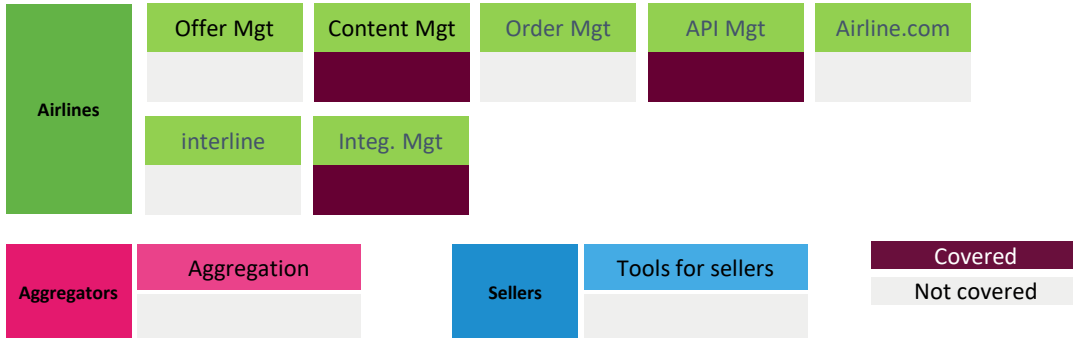 Offer Mgt
Content Mgt
Order Mgt
API Mgt
Airline.com
Airlines
interline
Integ. Mgt
Aggregators
Aggregation
Sellers
Tools for sellers
Covered
Not covered